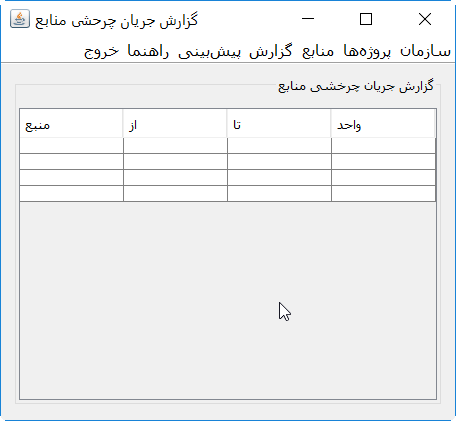 گزارش جریان چرحشی منابع
سازمان پروژه‌ها منابع گزارش پیش‌بینی راهنما خروج
گزارش جریان چرخشی منابع
واحد تا از منبع